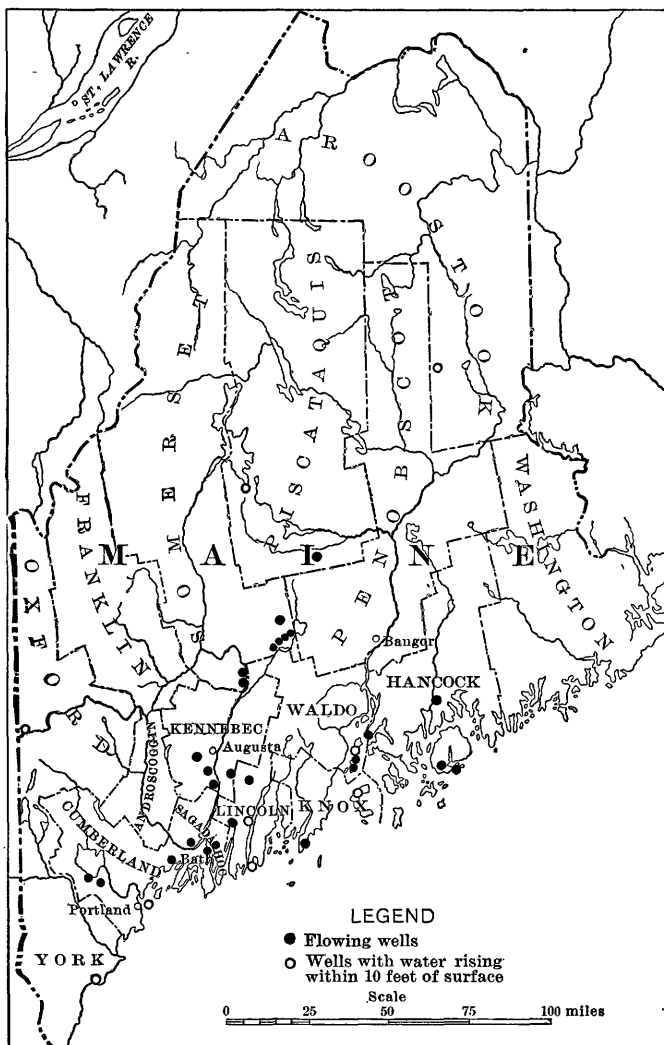 ST. LAWRENCE
R.
AROOSTOOK
SOMERSET
PISCATAQUIS
PENOBSCOT
WASHINGTON
FRANKLIN
OXFORD
MAINE
Bangor
HANCOCK
WALDO
KENNEBEC
Augusta
ANDROSCOGGIN
LINCOLN
KNOX
SAGADAHOC
CUMBERLAND
Bath
Portland
YORK
LEGEND
Flowing wells
Wells with water rising
within 10 feet of surface
Scale
0 25 50 75 100 miles